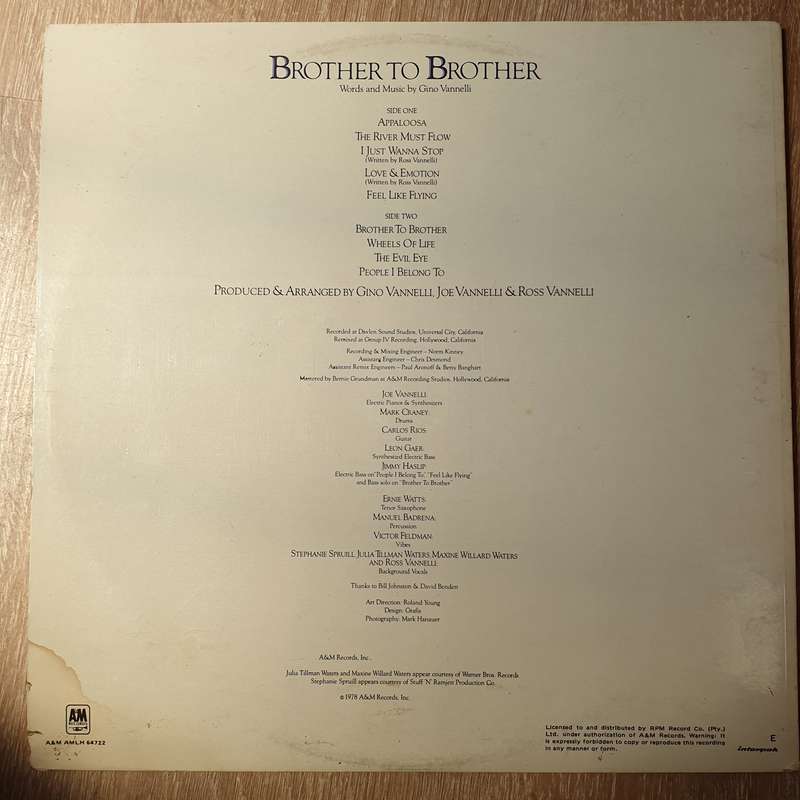 BROTHER TO BROTHER
Words and Music by Gino Vannelli
SIDE ONE
APPALOOSA
THE RIVER MUST FLOW
I JUST WANNA STOP
(Written by Ross Vannelli)
LOVE & EMOTION
(Written by Ross Vannelli)
FEEL LIKE FLYING
SIDE TWO
BROTHER TO BROTHER
WHEELS OF LIFE
THE EVIL EYE
PEOPLE I BELONG TO
PRODUCED & ARRANGED BY GINO VANNELLI, JOE VANNELLI & ROSS VANNELLI
Recorded at Davlen Sound Studios, Universal City, California
Remixed at Group IV Recording, Hollywood, California
Recording & Mixing Engineer – Norm Kinney
Assistang Engineer – Chris Desmond
Assistant Remix Engineers – Paul Aronoff & Betsy Banghart
Mastered by Bernie Grundman at A&M Recording Studios, Hollywood, California
JOE VANNELLI:
Electric Pianos & Synthesizers
MARK CRANEY:
Drums
CARLOS RIOS:
Guitar
LEON GAER:
Synthesized Electric Bass
JIMMY HASLIP:
Electric Bass on "People I Belong To," "Feel Like Flying"
and Bass solo on "Brother To Brother"
ERNIE WATTS:
Tenor Saxophone
MANUEL BADRENA:
Percussion
VICTOR FELDMAN:
Vibes
STEPHANIE SPRUILL, JULIA TILLMAN WATERS, MAXINE WILLARD WATERS
AND ROSS VANNELLI:
Background Vocals
Thanks to Bill Johnston & David Benden
Art Direction: Roland Young
Design: Grafis
Photography: Mark Hanauer
A&M Records, Inc.
Julia Tillman Waters and Maxine Willard Waters appear courtesy of Warner Bros. Records
Stephanie Spruill appears courtesy of Stuff 'N' Ramjett Production Co.
© 1978 A&M Records, Inc.
A&M
RECORDS
A&M AMLH 64722
Licensed to and distributed by RPM Record Co. (Pty.)
Ltd. under authorization of A&M Records. Warning: It
is expressly forbidden to copy or reproduce this recording
in any manner or form.
E
interpak